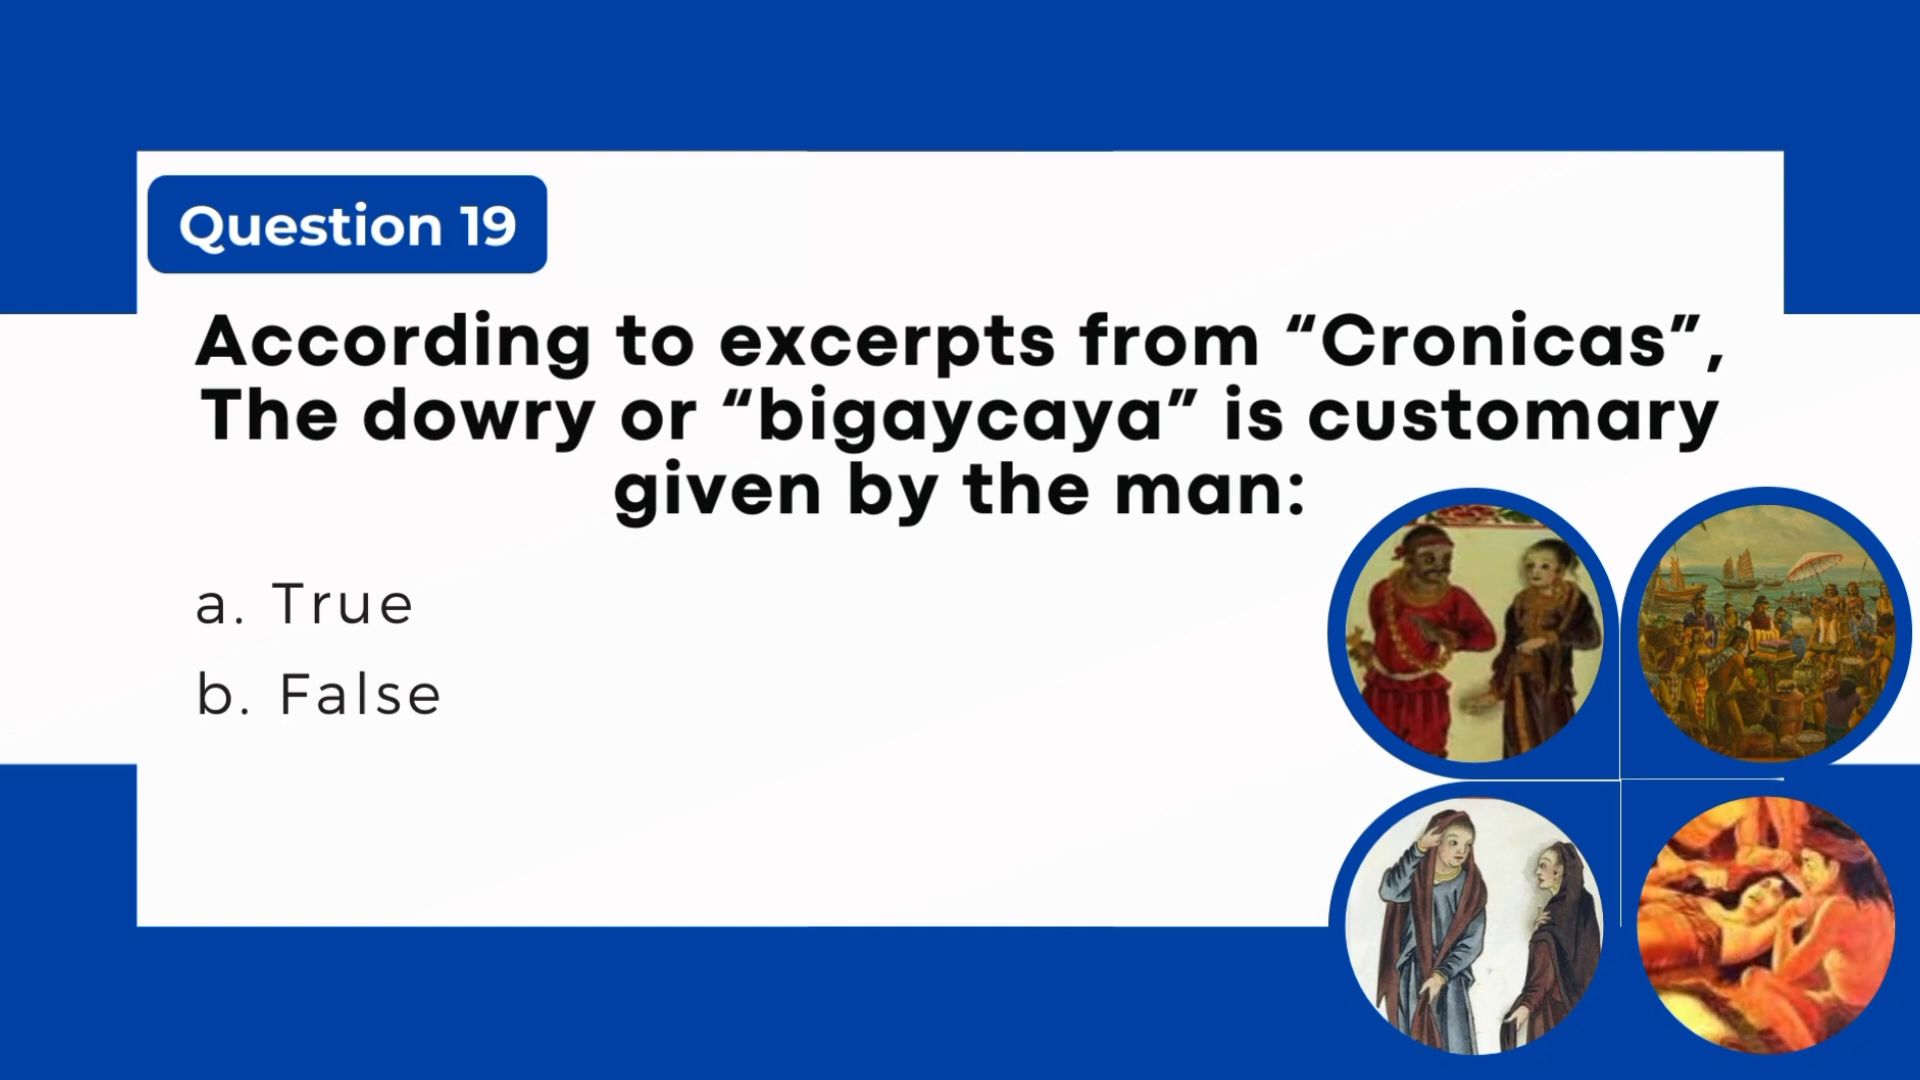 Question 19
According to excerpts from “Cronicas”,
The dowry or “bigaycaya” is customary
given by the man:
a. True
b. False